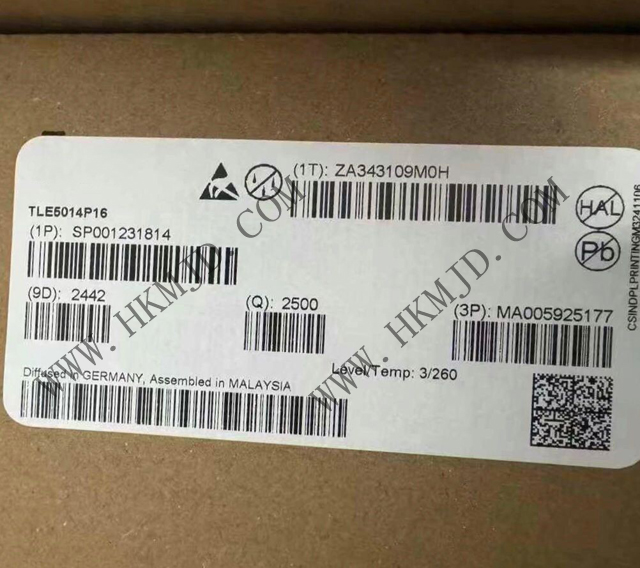 (1T): ZA343109M0H
TLE5014P16
(1P): SP001231814
HAL
Pb
(9D): 2442
(Q): 2500
(3P): MA005925177
Diffused in GERMANY, Assembled in MALAYSIA
Level/Temp: 3/260
CSINDPLPRINTINGM3241106
WWW.HKMJD.COM
WWW.HKMJD.COM